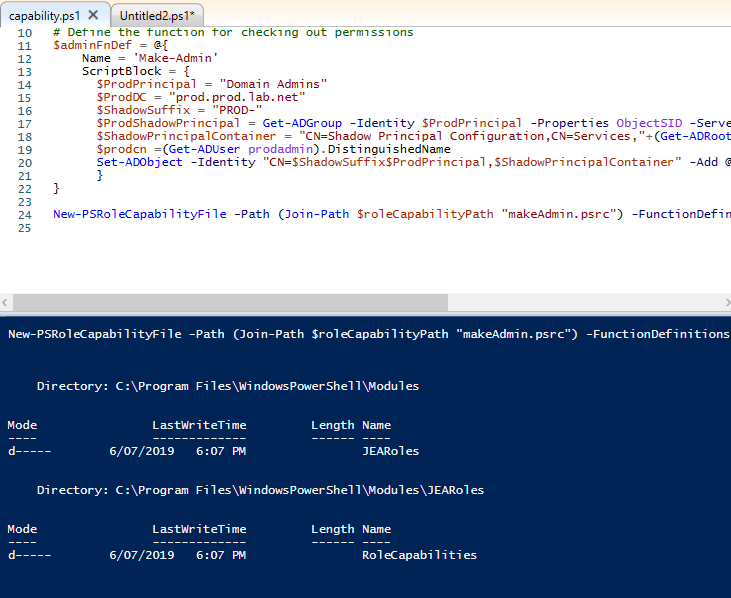 capability.ps1 ✕ Untitled2.ps1*
10 # Define the function for checking out permissions
11 $adminFnDef = @{
12 Name = 'Make-Admin'
13 ScriptBlock = {
14 $ProdPrincipal = "Domain Admins"
15 $ProdDC = "prod.prod.lab.net"
16 $ShadowSuffix = "PROD-"
17 $ProdShadowPrincipal = Get-ADGroup -Identity $ProdPrincipal -Properties ObjectSID -Serve
18 $ShadowPrincipalContainer = "CN=Shadow Principal Configuration,CN=Services,"+(Get-ADRoot
19 $prodcn =(Get-ADUser prodadmin).DistinguishedName
20 Set-ADObject -Identity "CN=$ShadowSuffix$ProdPrincipal,$ShadowPrincipalContainer" -Add @
21 }
22 }
23
24 New-PSRoleCapabilityFile -Path (Join-Path $roleCapabilityPath "makeAdmin.psrc") -FunctionDefin
25
New-PSRoleCapabilityFile -Path (Join-Path $roleCapabilityPath "makeAdmin.psrc") -FunctionDefinitions
Directory: C:\Program Files\WindowsPowerShell\Modules
Mode LastWriteTime Length Name
---- ------------- ------ ----
d----- 6/07/2019 6:07 PM JEARoles
Directory: C:\Program Files\WindowsPowerShell\Modules\JEARoles
Mode LastWriteTime Length Name
---- ------------- ------ ----
d----- 6/07/2019 6:07 PM RoleCapabilities